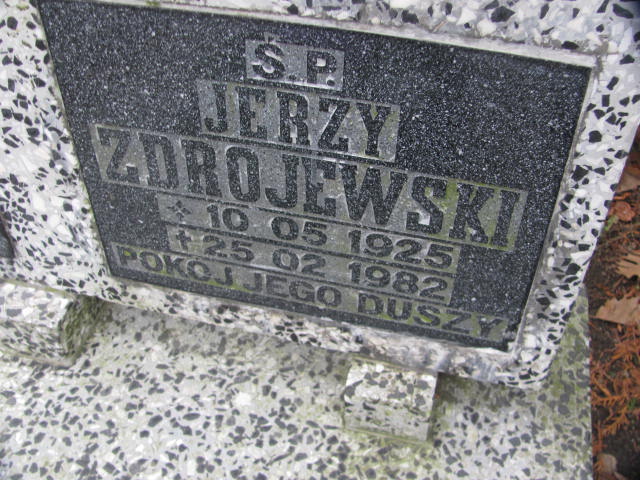 Ś.P.
JERZY
ZDROJEWSKI
* 10 05 1925
† 25 02 1982
POKÓJ JEGO DUSZY